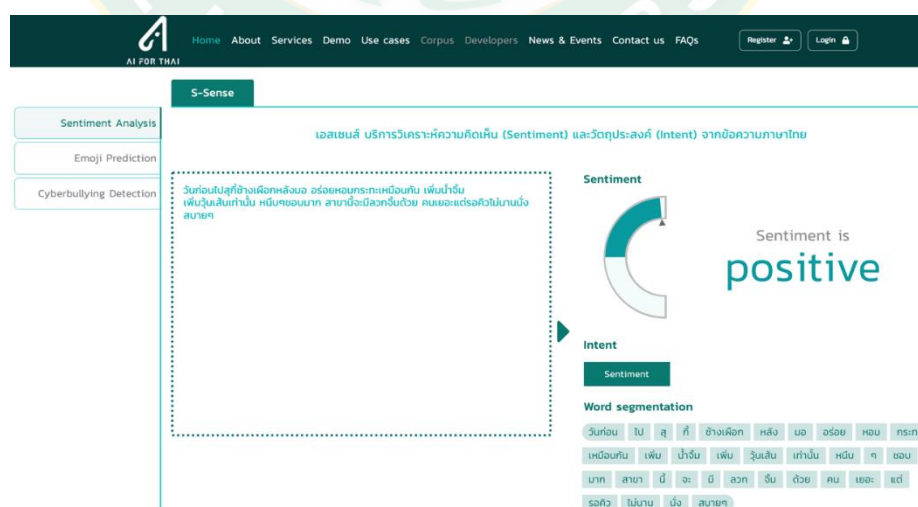 AI FOR THAI
Home About Services Demo Use cases Corpus Developers News & Events Contact us FAQs Register Login
S-Sense
Sentiment Analysis
Emoji Prediction
Cyberbullying Detection
เอสเซนส์ บริการวิเคราะห์ความคิดเห็น (Sentiment) และวัตถุประสงค์ (Intent) จากข้อความภาษาไทย
วันก่อนไปสุกี้ช้างเผือกหลังมอ อร่อยหอมกระทะเหมือนกัน เพิ่มน้ำจิ้ม
เพิ่มวุ้นเส้นเท่านั้น หนึบๆชอบมาก สาขานี้จะมีลวกจิ้มด้วย คนเยอะแต่รอคิวไม่นานนั่ง
สบายๆ
Sentiment
Sentiment is
positive
Intent
Sentiment
Word segmentation
วันก่อน ไป สุ กี้ ช้างเผือก หลัง มอ อร่อย หอม กระท
เหมือนกัน เพิ่ม น้ำจิ้ม เพิ่ม วุ้นเส้น เท่านั้น หนึบ ๆ ชอบ
มาก สาขา นี้ จะ มี ลวก จิ้ม ด้วย คน เยอะ แต่
รอคิว ไม่นาน นั่ง สบายๆ